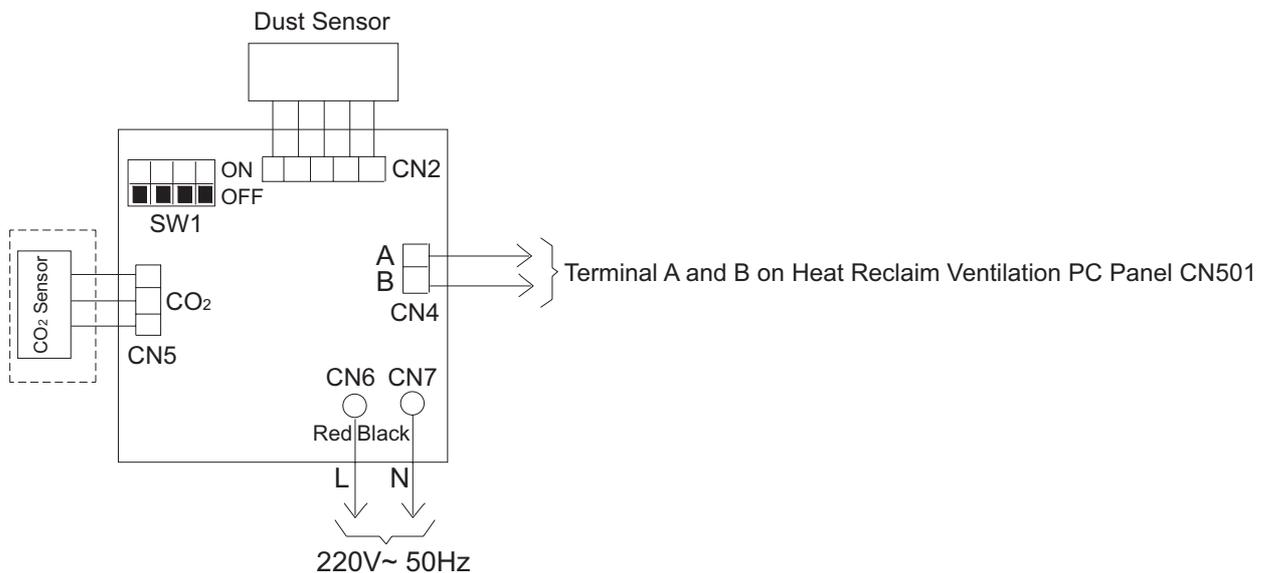 Dust Sensor
ON
OFF
SW1
CN2
A
B
CN4
Terminal A and B on Heat Reclaim Ventilation PC Panel CN501
CO₂ Sensor
CO₂
CN5
CN6 CN7
Red Black
L N
220V~ 50Hz